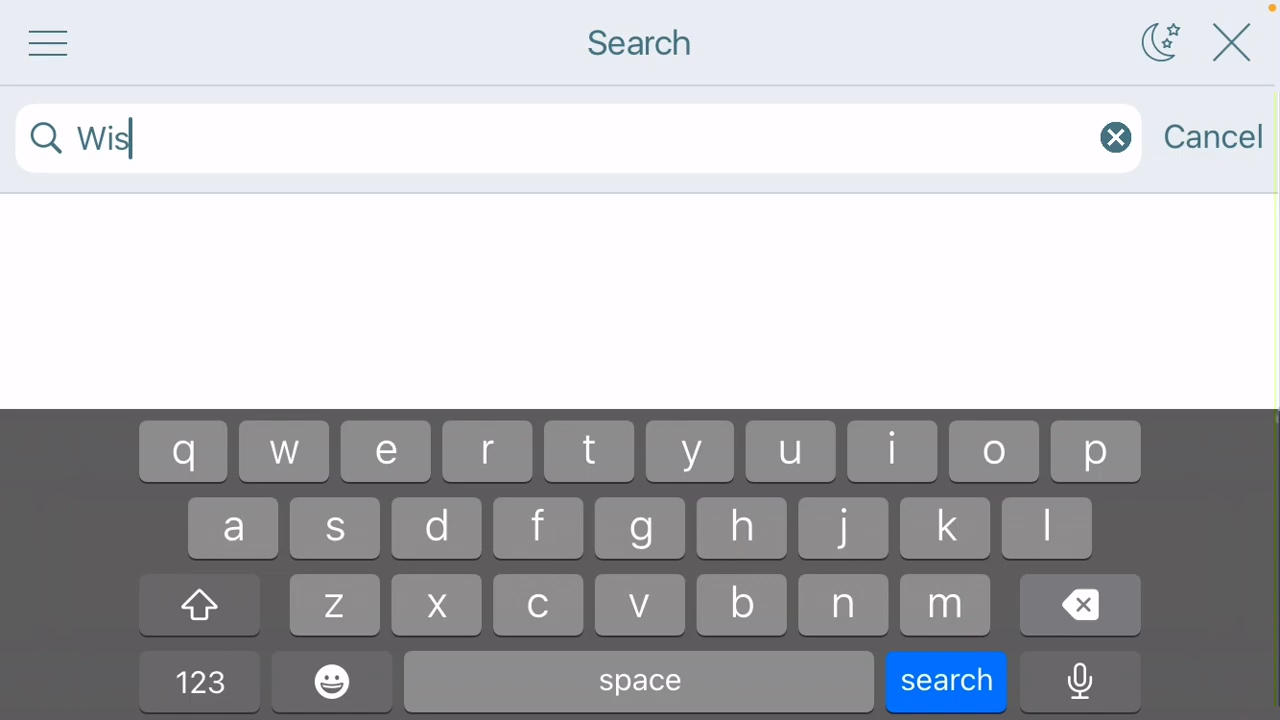 Search
Wis
Cancel
q w e r t y u i o p
a s d f g h j k l
z x c v b n m
123 space search